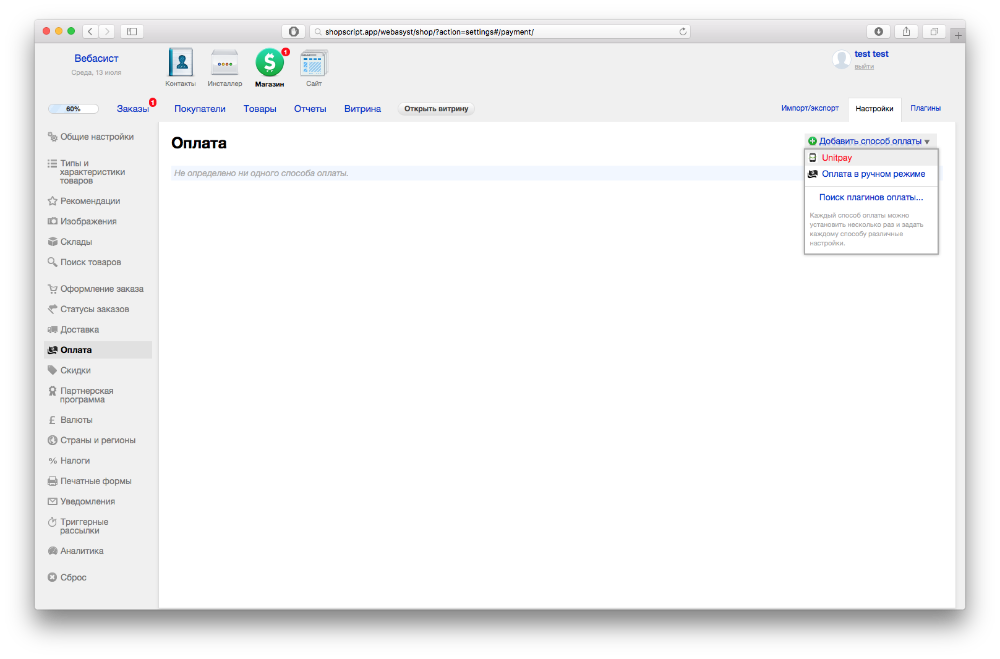 shopscript.app/webasyst/shop/?action=settings#/payment/
Вебасист
Среда, 13 июля
Контакты
Инсталлер
1
Магазин
Сайт
test test
выйти
60%
Заказы 1
Покупатели
Товары
Отчеты
Витрина
Открыть витрину
Импорт/экспорт
Настройки
Плагины
Общие настройки
Типы и
характеристики
товаров
Рекомендации
Изображения
Склады
Поиск товаров
Оформление заказа
Статусы заказов
Доставка
Оплата
Скидки
Партнерская
программа
Валюты
Страны и регионы
% Налоги
Печатные формы
Уведомления
Триггерные
рассылки
Аналитика
Сброс
Оплата
Добавить способ оплаты
Не определено ни одного способа оплаты.
Unitpay
Оплата в ручном режиме
Поиск плагинов оплаты...
Каждый способ оплаты можно
установить несколько раз и задать
каждому способу различные
настройки.